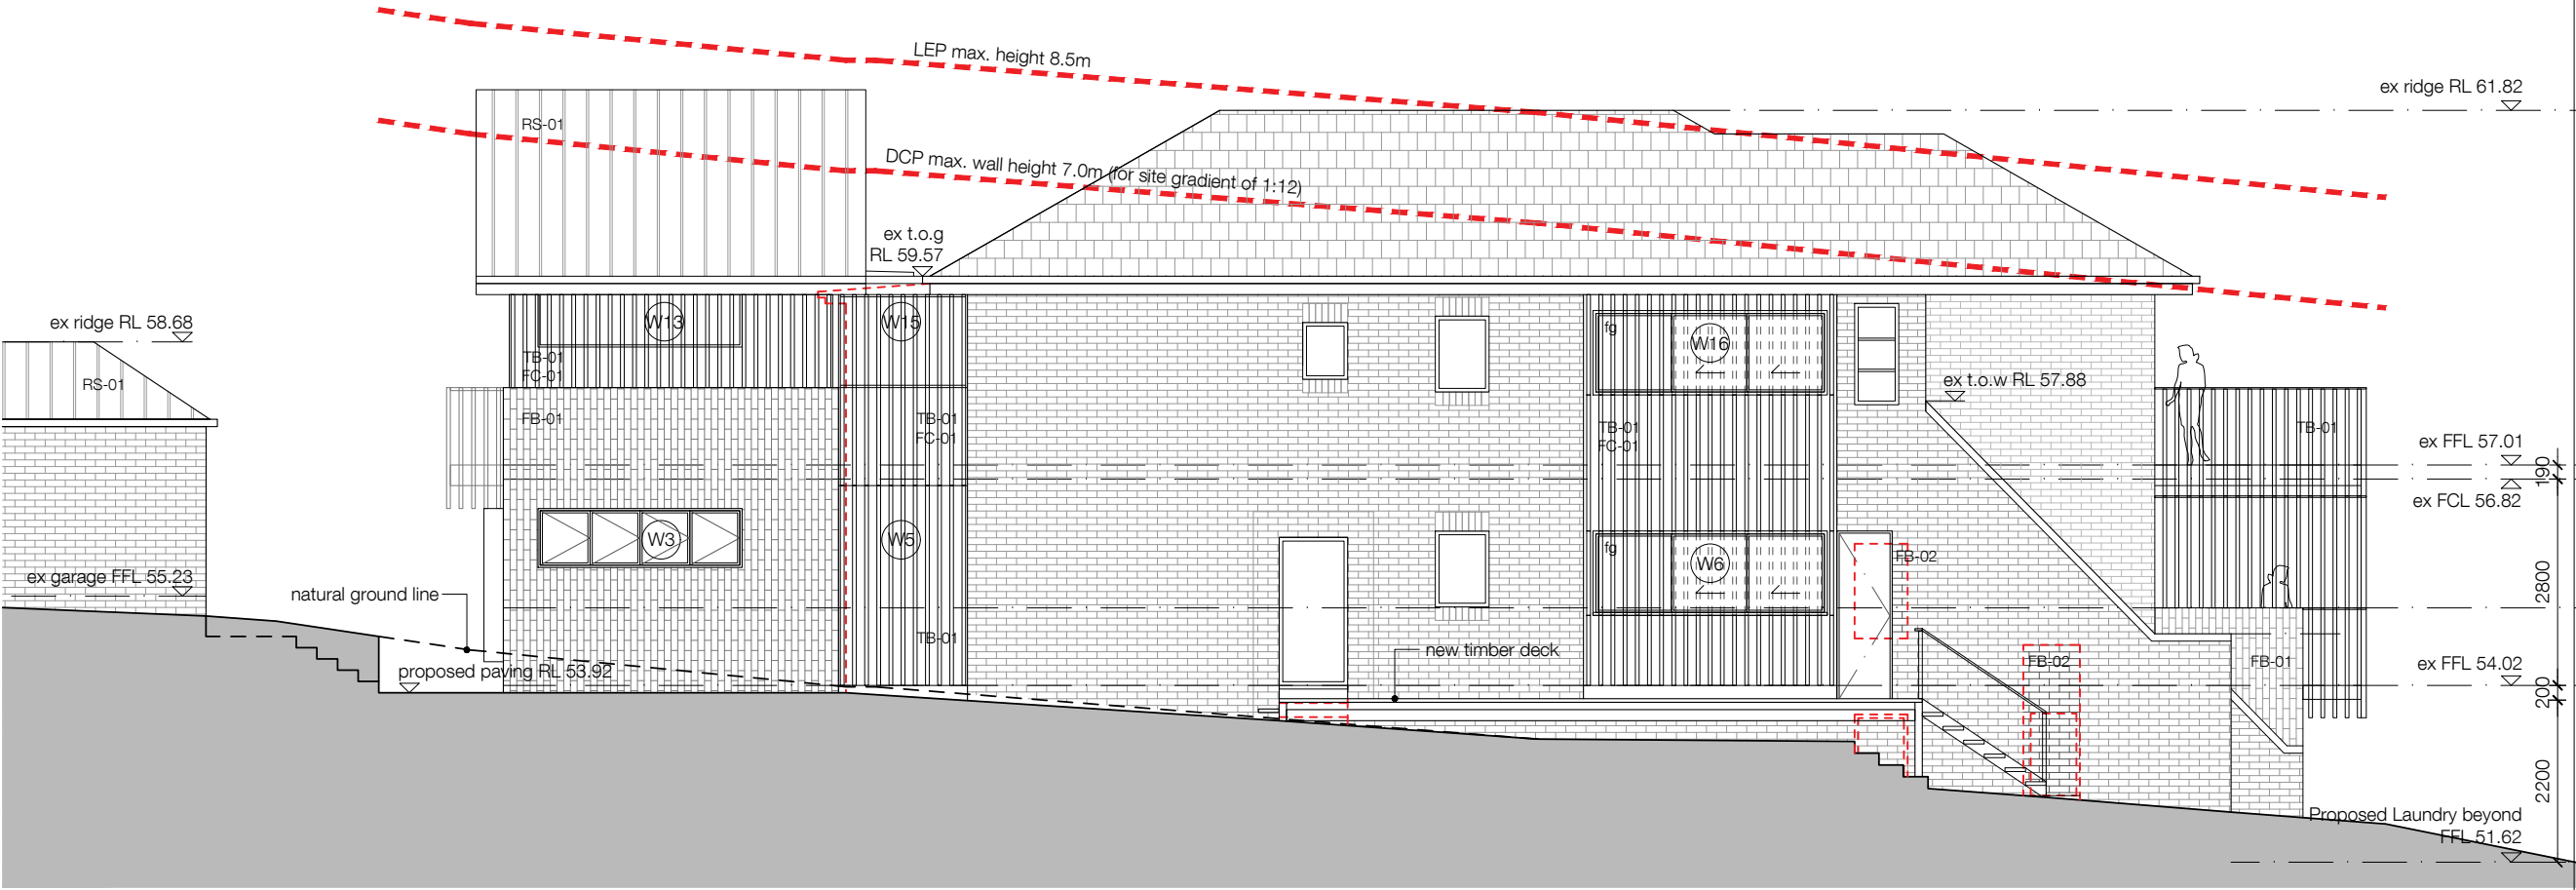 LEP max. height 8.5m
ex ridge RL 61.82
RS-01
DCP max. wall height 7.0m (for site gradient of 1:12)
ex t.o.g
RL 59.57
ex ridge RL 58.68
RS-01
W13
W15
fg
W16
TB-01
FC-01
ex t.o.w RL 57.88
FB-01
TB-01
FC-01
TB-01
FC-01
TB-01
ex FFL 57.01
190
ex FCL 56.82
W3
W5
fg
W6
FB-02
ex garage FFL 55.23
natural ground line
2800
TB-01
new timber deck
proposed paving RL 53.92
FB-02
FB-01
ex FFL 54.02
200
2200
Proposed Laundry beyond
FFL 51.62